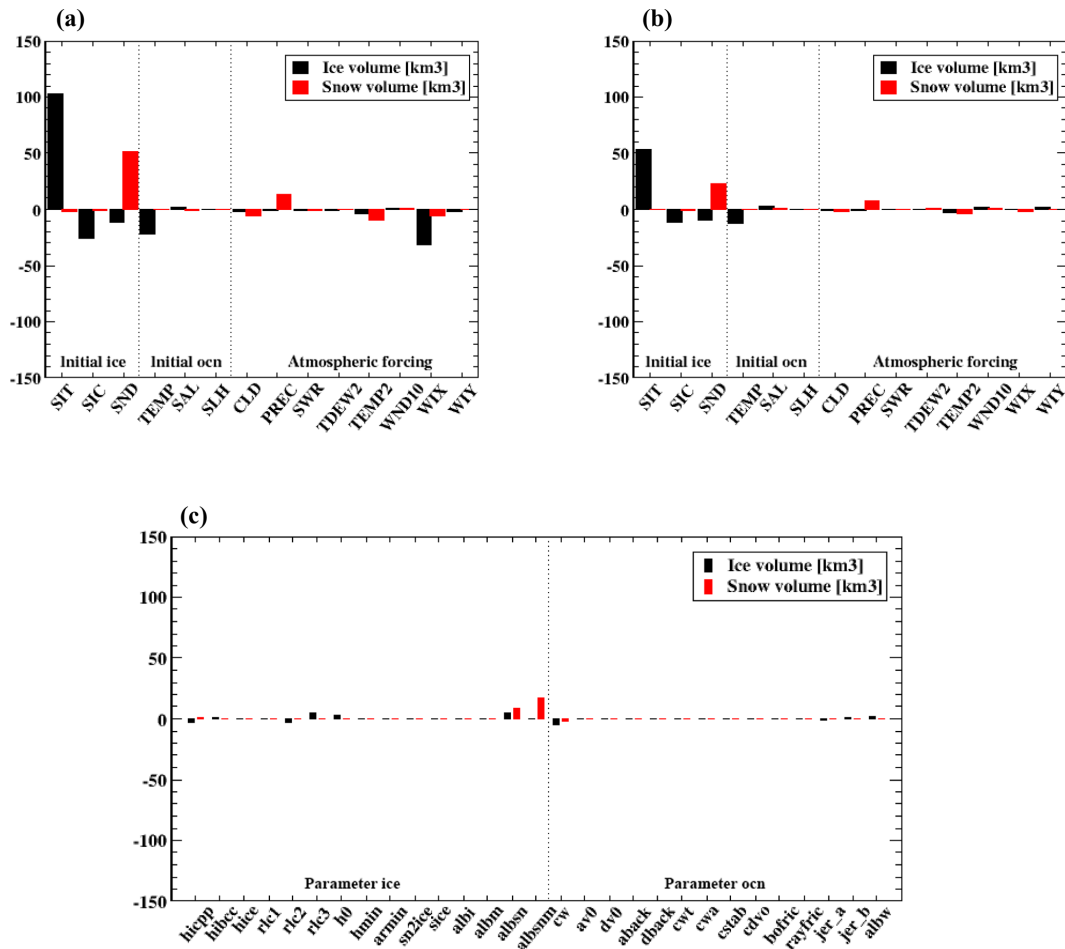 (a)
150
100
50
0
-50
-100
-150
Ice volume [km3]
Snow volume [km3]
Initial ice
Initial ocn
Atmospheric forcing
SIT
SIC
SND
TEMP
SAL
SLH
CLD
PREC
SWR
TDEW2
TEMP2
WND10
WIX
WIY
(b)
150
100
50
0
-50
-100
-150
Ice volume [km3]
Snow volume [km3]
Initial ice
Initial ocn
Atmospheric forcing
SIT
SIC
SND
TEMP
SAL
SLH
CLD
PREC
SWR
TDEW2
TEMP2
WND10
WIX
WIY
(c)
150
100
50
0
-50
-100
-150
Ice volume [km3]
Snow volume [km3]
Parameter ice
Parameter ocn
hicpp
hibcc
hice
rlc1
rlc2
rlc3
h0
hmin
armin
sn2ice
sice
albi
albm
albsn
albsnm
cw
av0
dv0
aback
dback
cwt
cwa
cstab
cdvo
bofric
rayfric
jer_a
jer_b
albw